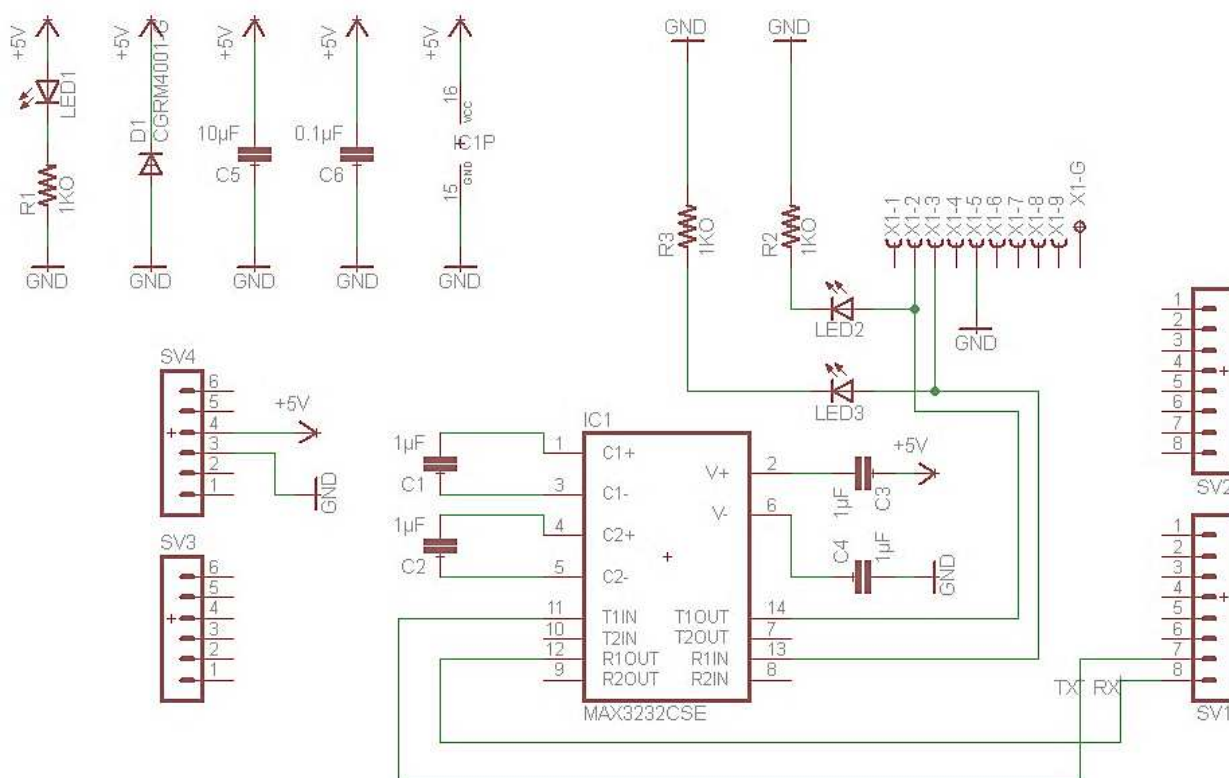 +5V
+5V
+5V
+5V
+5V
LED1
R1
1KO
GND
D1
CGRM4001-G
GND
10µF
C5
GND
0.1µF
C6
GND
16
VCC
IC1P
GND
15
GND
GND
GND
R3
1KO
R2
1KO
X1-1
X1-2
X1-3
X1-4
X1-5
X1-6
X1-7
X1-8
X1-9
X1-G
LED2
GND
LED3
SV4
6
5
4
3
2
1
+5V
GND
SV3
6
5
4
3
2
1
1µF
C1
1µF
C2
IC1
1
C1+
3
C1-
4
C2+
5
C2-
11
T1IN
10
T2IN
12
R1OUT
9
R2OUT
V+
2
V-
6
T1OUT
14
T2OUT
7
R1IN
13
R2IN
8
MAX3232CSE
1µF
C3
+5V
C4
1µF
GND
1
2
3
4
5
6
7
8
SV2
1
2
3
4
5
6
7
8
TX RX
SV1